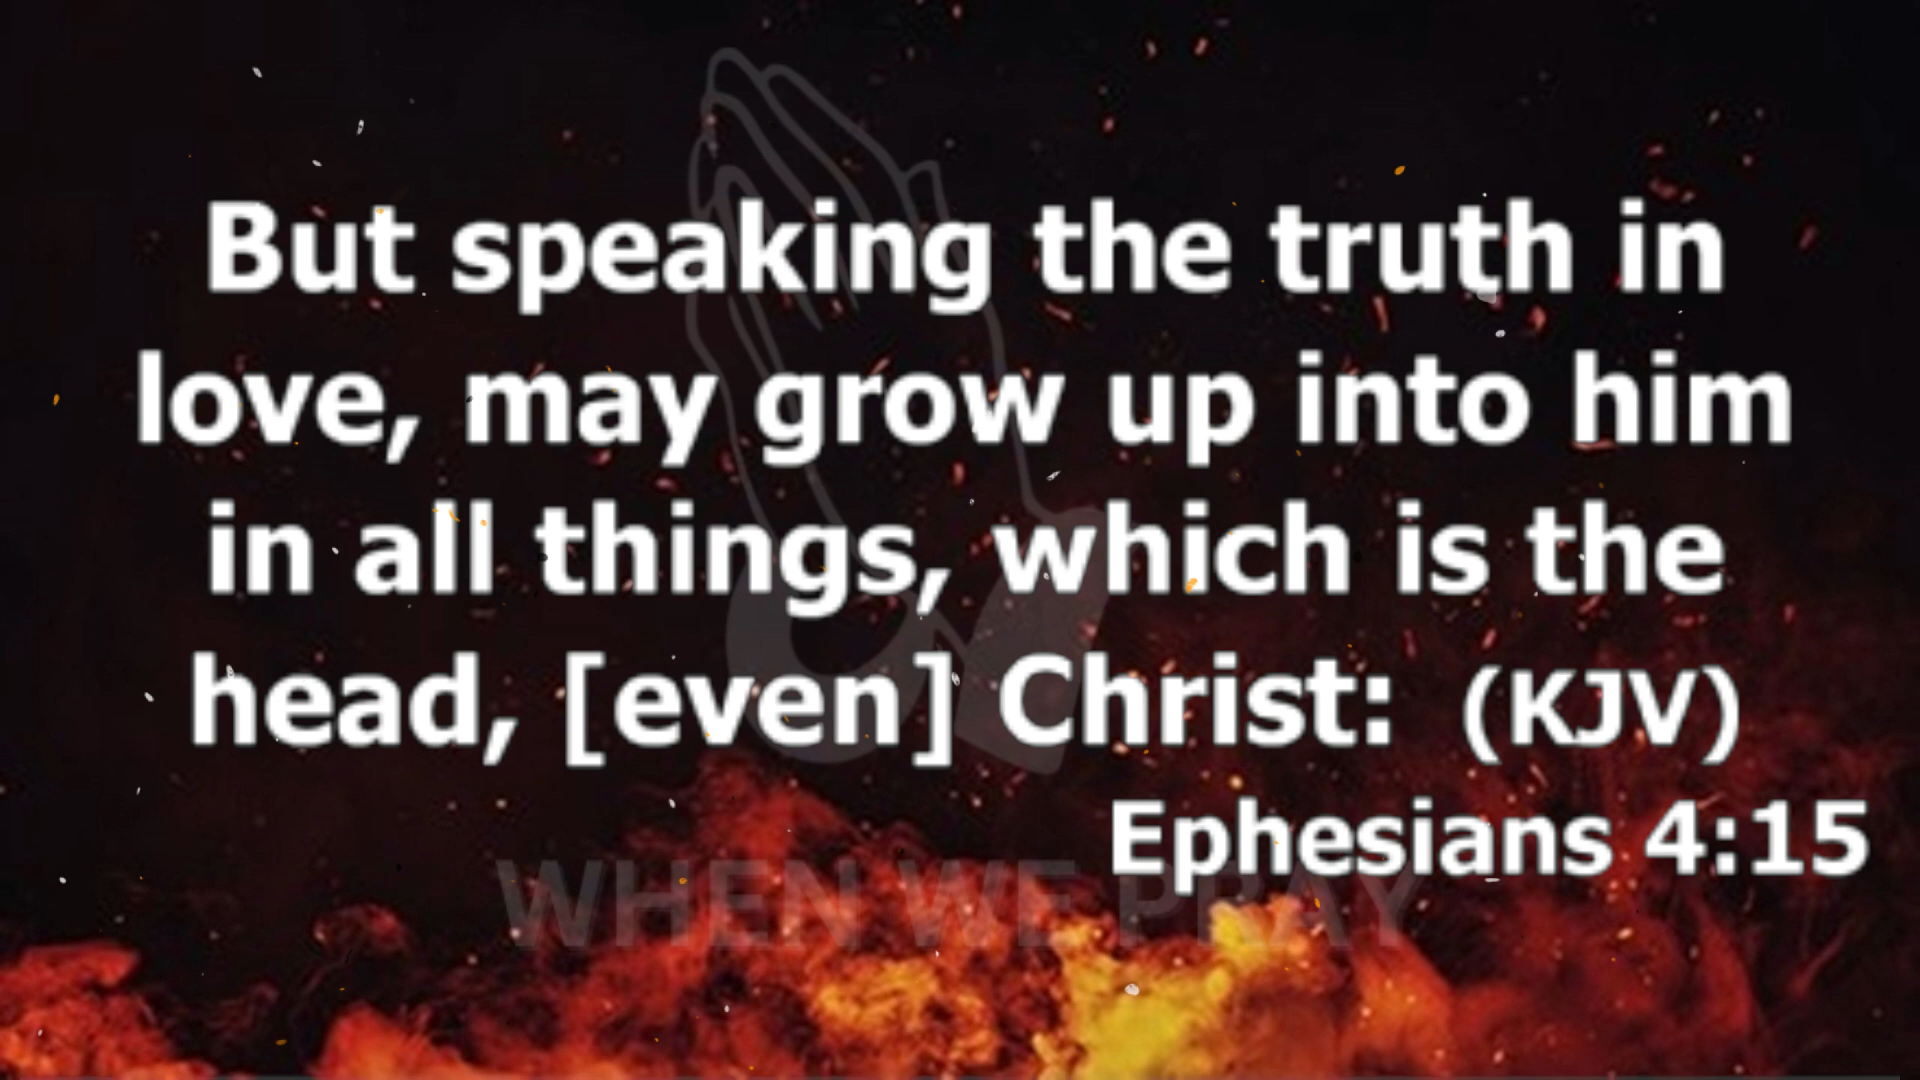 But speaking the truth in
love, may grow up into him
in all things, which is the
head, [even] Christ: (KJV)
Ephesians 4:15
WHEN WE PRAY